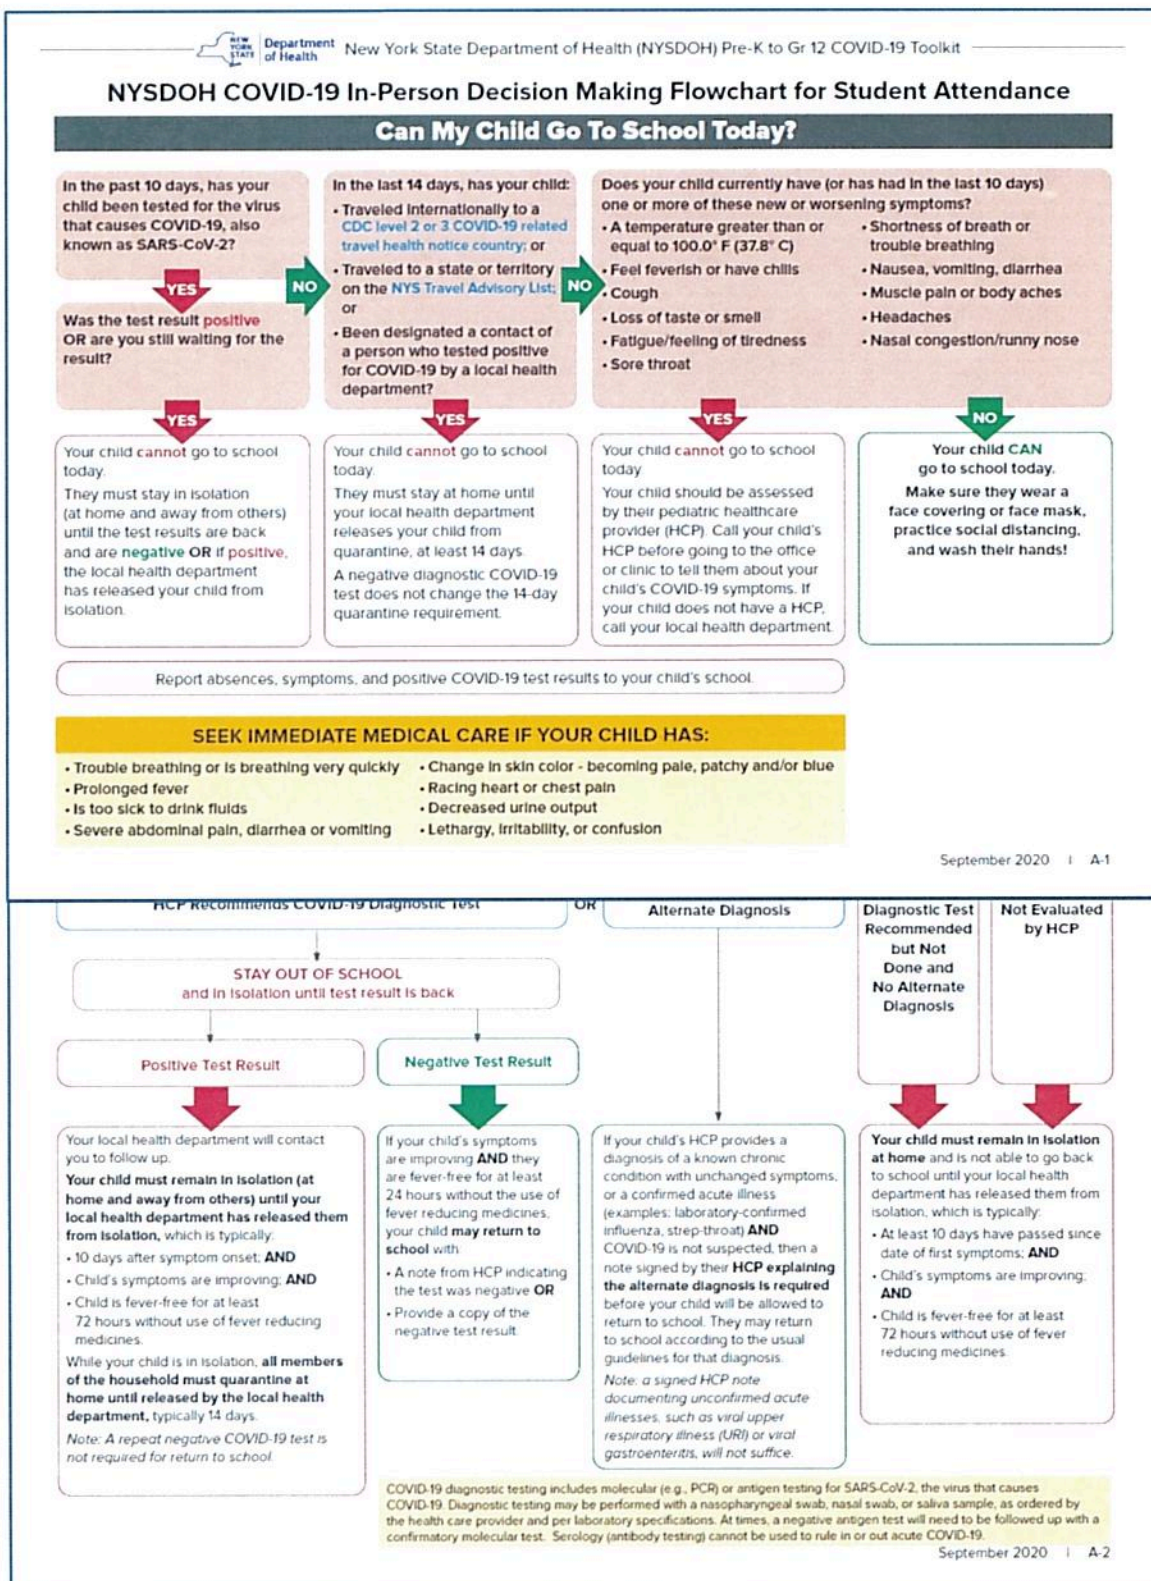 NEW YORK STATE
Department of Health
New York State Department of Health (NYSDOH) Pre-K to Gr 12 COVID-19 Toolkit
NYSDOH COVID-19 In-Person Decision Making Flowchart for Student Attendance
Can My Child Go To School Today?
In the past 10 days, has your
child been tested for the virus
that causes COVID-19, also
known as SARS-CoV-2?
YES
Was the test result positive
OR are you still waiting for the
result?
NO
In the last 14 days, has your child:
• Traveled internationally to a
CDC level 2 or 3 COVID-19 related
travel health notice country; or
• Traveled to a state or territory
on the NYS Travel Advisory List;
or
• Been designated a contact of
a person who tested positive
for COVID-19 by a local health
department?
NO
Does your child currently have (or has had in the last 10 days)
one or more of these new or worsening symptoms?
• A temperature greater than or
equal to 100.0° F (37.8° C)
• Feel feverish or have chills
• Cough
• Loss of taste or smell
• Fatigue/feeling of tiredness
• Sore throat
• Shortness of breath or
trouble breathing
• Nausea, vomiting, diarrhea
• Muscle pain or body aches
• Headaches
• Nasal congestion/runny nose
YES
Your child cannot go to school
today.
They must stay in isolation
(at home and away from others)
until the test results are back
and are negative OR if positive,
the local health department
has released your child from
isolation.
YES
Your child cannot go to school
today.
They must stay at home until
your local health department
releases your child from
quarantine, at least 14 days.
A negative diagnostic COVID-19
test does not change the 14-day
quarantine requirement.
YES
Your child cannot go to school
today
Your child should be assessed
by their pediatric healthcare
provider (HCP). Call your child's
HCP before going to the office
or clinic to tell them about your
child's COVID-19 symptoms. If
your child does not have a HCP,
call your local health department.
NO
Your child CAN
go to school today.
Make sure they wear a
face covering or face mask,
practice social distancing,
and wash their hands!
Report absences, symptoms, and positive COVID-19 test results to your child's school.
SEEK IMMEDIATE MEDICAL CARE IF YOUR CHILD HAS:
• Trouble breathing or is breathing very quickly
• Prolonged fever
• Is too sick to drink fluids
• Severe abdominal pain, diarrhea or vomiting
• Change in skin color - becoming pale, patchy and/or blue
• Racing heart or chest pain
• Decreased urine output
• Lethargy, irritability, or confusion
September 2020 | A-1
HCP Recommends COVID-19 Diagnostic Test
OR
Alternate Diagnosis
Diagnostic Test
Recommended
but Not
Done and
No Alternate
Diagnosis
Not Evaluated
by HCP
STAY OUT OF SCHOOL
and in isolation until test result is back
Positive Test Result
Negative Test Result
Your local health department will contact
you to follow up.
Your child must remain in isolation (at
home and away from others) until your
local health department has released them
from isolation, which is typically:
• 10 days after symptom onset; AND
• Child's symptoms are improving; AND
• Child is fever-free for at least
72 hours without use of fever reducing
medicines.
While your child is in isolation, all members
of the household must quarantine at
home until released by the local health
department, typically 14 days.
Note: A repeat negative COVID-19 test is
not required for return to school.
If your child's symptoms
are improving AND they
are fever-free for at least
24 hours without the use of
fever reducing medicines,
your child may return to
school with
• A note from HCP indicating
the test was negative OR
• Provide a copy of the
negative test result.
If your child's HCP provides a
diagnosis of a known chronic
condition with unchanged symptoms,
or a confirmed acute illness
(examples: laboratory-confirmed
influenza, strep-throat) AND
COVID-19 is not suspected, then a
note signed by their HCP explaining
the alternate diagnosis is required
before your child will be allowed to
return to school. They may return
to school according to the usual
guidelines for that diagnosis.
Note: a signed HCP note
documenting unconfirmed acute
illnesses, such as viral upper
respiratory illness (URI) or viral
gastroenteritis, will not suffice.
Your child must remain in isolation
at home and is not able to go back
to school until your local health
department has released them from
isolation, which is typically:
• At least 10 days have passed since
date of first symptoms; AND
• Child's symptoms are improving;
AND
• Child is fever-free for at least
72 hours without use of fever
reducing medicines.
COVID-19 diagnostic testing includes molecular (e.g., PCR) or antigen testing for SARS-CoV-2, the virus that causes
COVID-19. Diagnostic testing may be performed with a nasopharyngeal swab, nasal swab, or saliva sample, as ordered by
the health care provider and per laboratory specifications. At times, a negative antigen test will need to be followed up with a
confirmatory molecular test. Serology (antibody testing) cannot be used to rule in or out acute COVID-19.
September 2020 | A-2